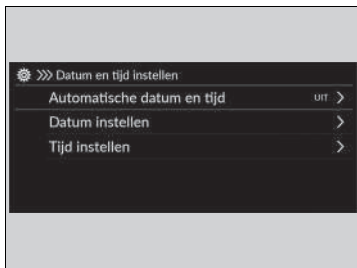 >>> Datum en tijd instellen
Automatische datum en tijd UIT >
Datum instellen >
Tijd instellen >